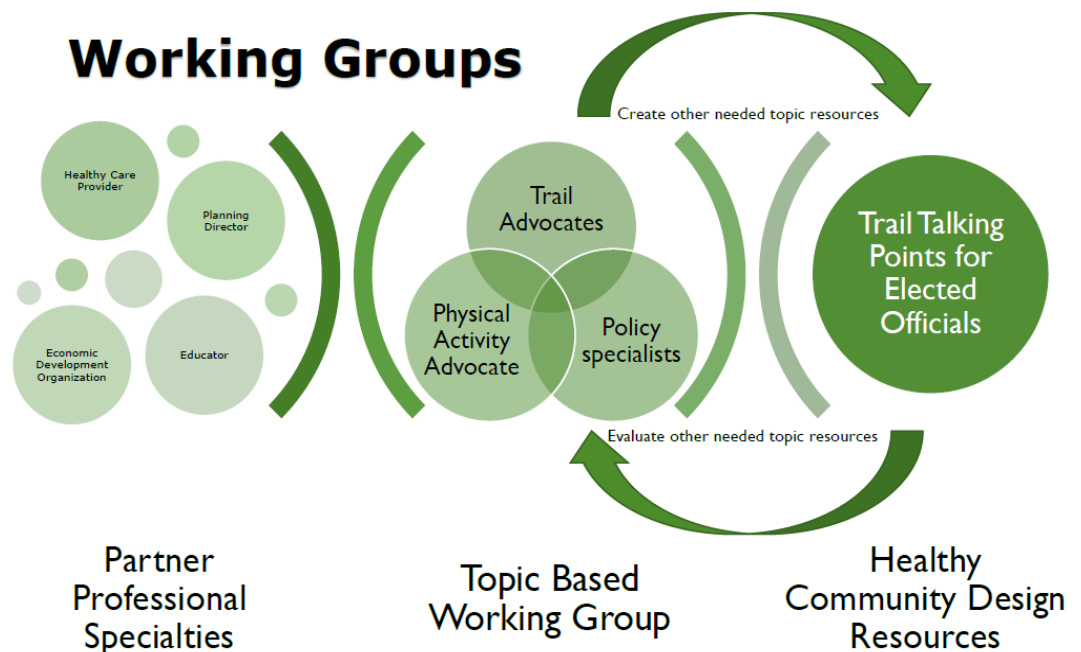 Working Groups
Create other needed topic resources
Healthy Care
Provider
Planning
Director
Economic
Development
Organization
Educator
Trail
Advocates
Physical
Activity
Advocate
Policy
specialists
Trail Talking
Points for
Elected
Officials
Evaluate other needed topic resources
Partner
Professional
Specialties
Topic Based
Working Group
Healthy
Community Design
Resources